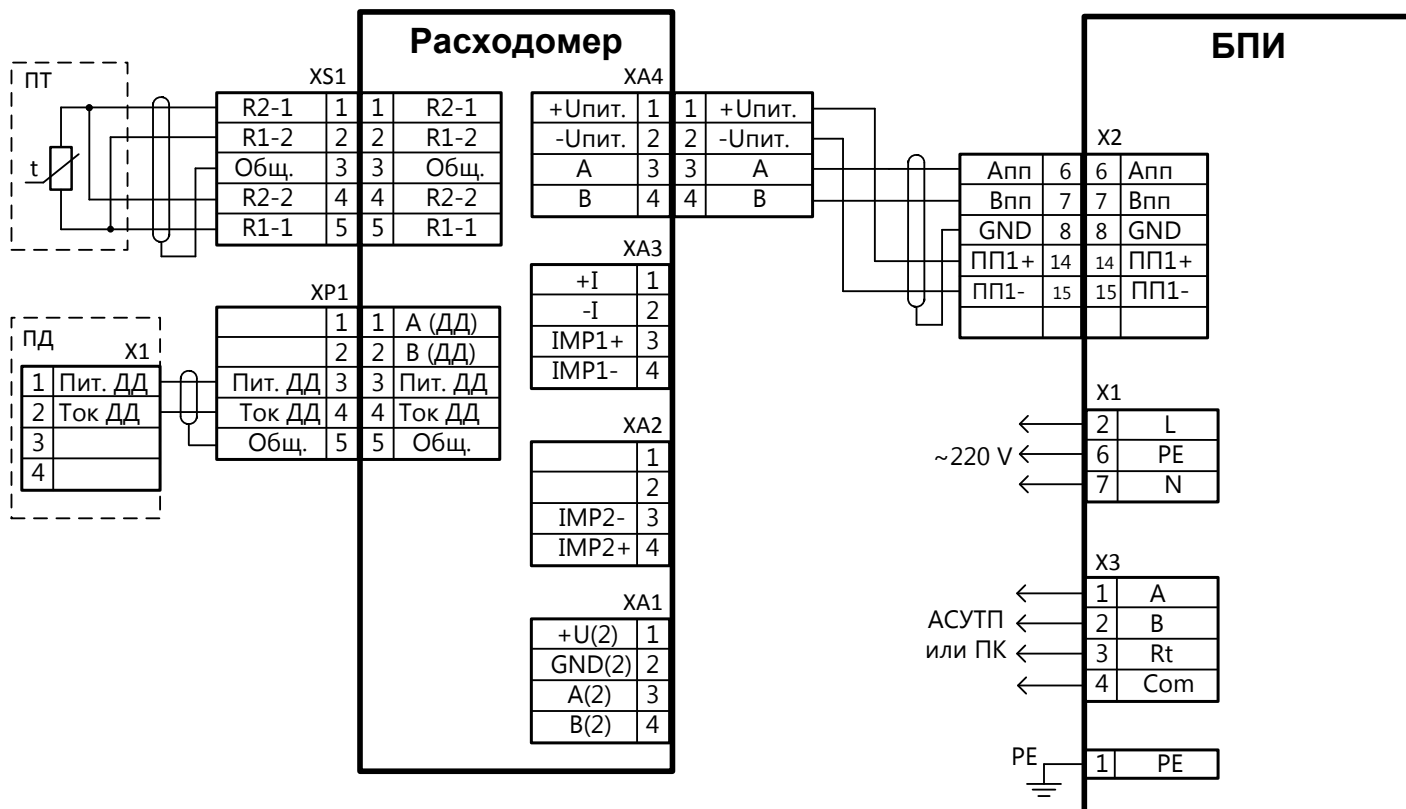 Расходомер
БПИ
ПТ
t
XS1
R2-1 1 1 R2-1
R1-2 2 2 R1-2
Общ. 3 3 Общ.
R2-2 4 4 R2-2
R1-1 5 5 R1-1
XP1
1 1 А (ДД)
2 2 В (ДД)
Пит. ДД 3 3 Пит. ДД
Ток ДД 4 4 Ток ДД
Общ. 5 5 Общ.
ПД
X1
1 Пит. ДД
2 Ток ДД
3
4
XA4
+Uпит. 1 1 +Uпит.
-Uпит. 2 2 -Uпит.
A 3 3 A
B 4 4 B
XA3
+I 1
-I 2
IMP1+ 3
IMP1- 4
XA2
1
2
IMP2- 3
IMP2+ 4
XA1
+U(2) 1
GND(2) 2
A(2) 3
B(2) 4
X2
Апп 6 6 Апп
Впп 7 7 Впп
GND 8 8 GND
ПП1+ 14 14 ПП1+
ПП1- 15 15 ПП1-
X1
~220 V
2 L
6 PE
7 N
X3
АСУТП
или ПК
1 A
2 B
3 Rt
4 Com
PE
1 PE